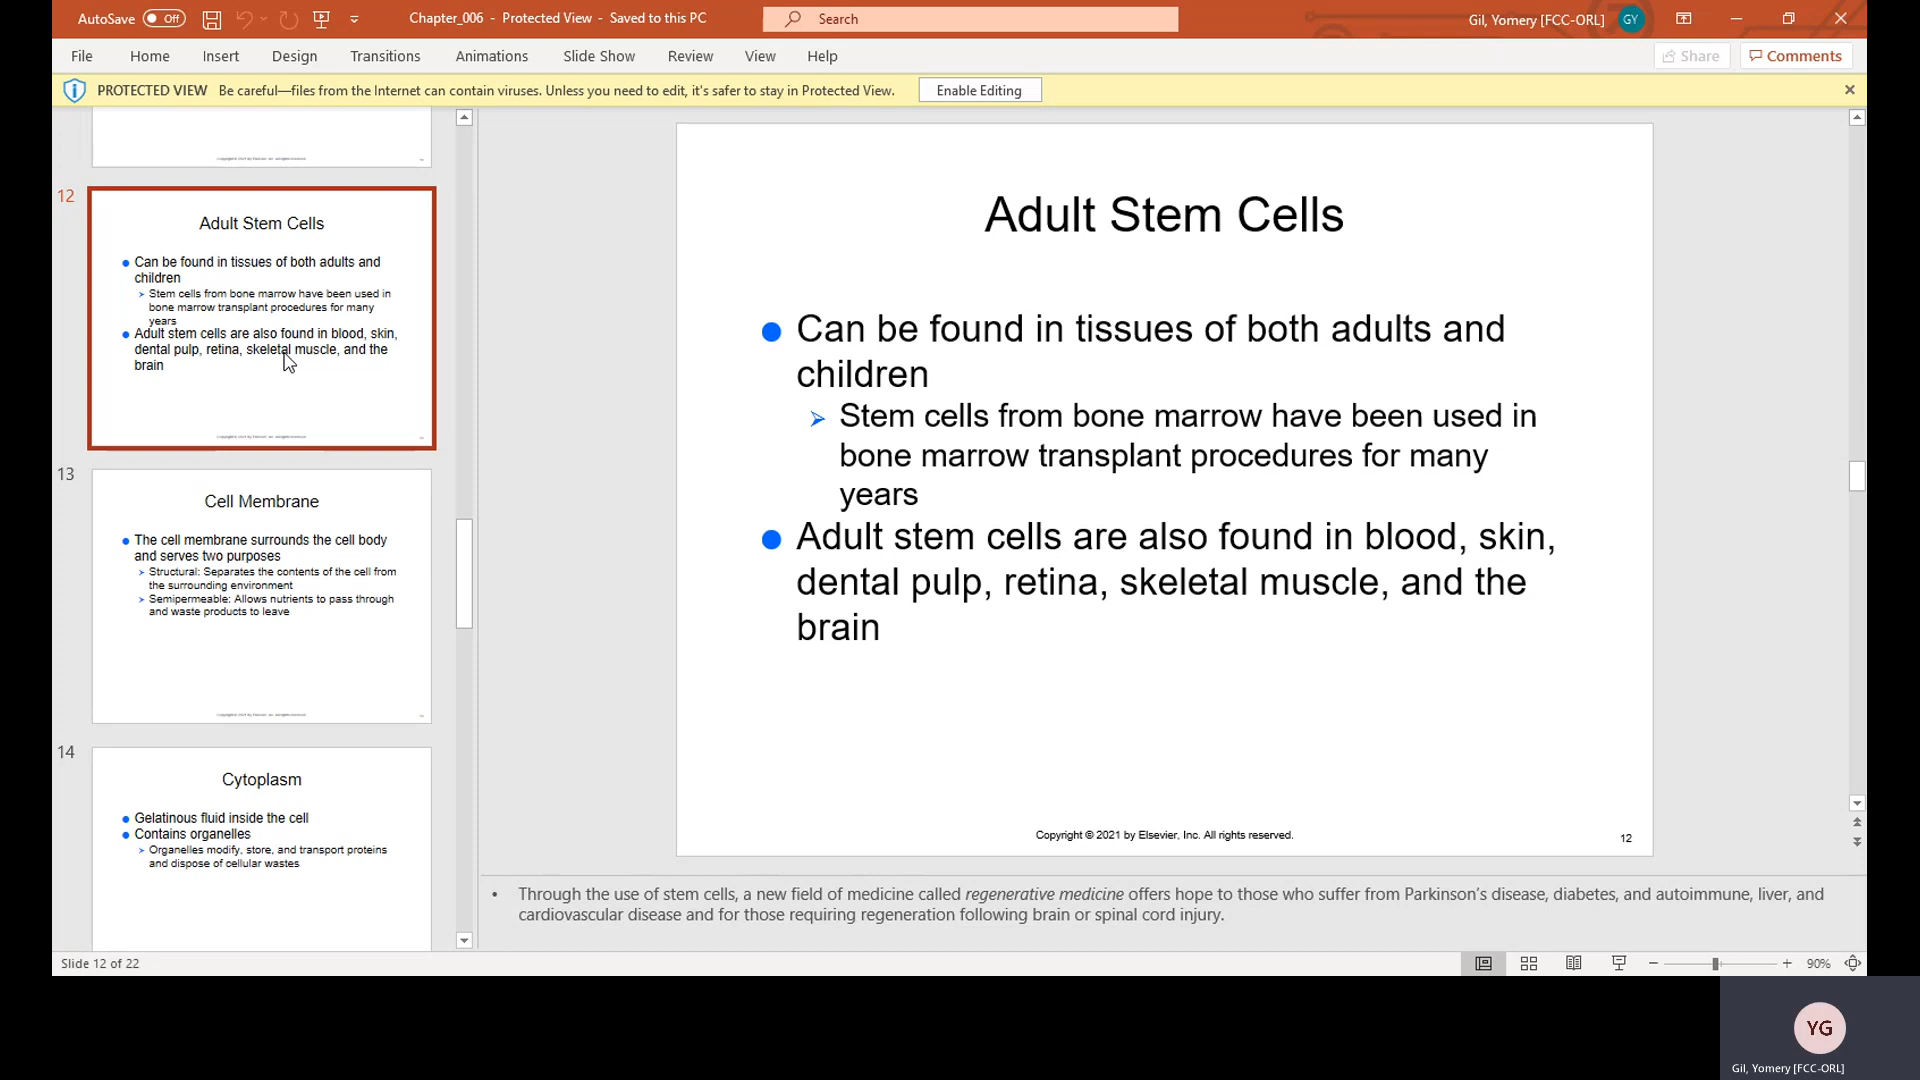 AutoSave Off
Chapter_006 - Protected View - Saved to this PC
Search
Gil, Yomery [FCC-ORL] GY
File Home Insert Design Transitions Animations Slide Show Review View Help
Share Comments
PROTECTED VIEW Be careful—files from the Internet can contain viruses. Unless you need to edit, it's safer to stay in Protected View. Enable Editing
12
Adult Stem Cells
Can be found in tissues of both adults and
children
Stem cells from bone marrow have been used in
bone marrow transplant procedures for many
years
Adult stem cells are also found in blood, skin,
dental pulp, retina, skeletal muscle, and the
brain
13
Cell Membrane
The cell membrane surrounds the cell body
and serves two purposes
Structural: Separates the contents of the cell from
the surrounding environment
Semipermeable: Allows nutrients to pass through
and waste products to leave
14
Cytoplasm
Gelatinous fluid inside the cell
Contains organelles
Organelles modify, store, and transport proteins
and dispose of cellular wastes
Adult Stem Cells
Can be found in tissues of both adults and
children
Stem cells from bone marrow have been used in
bone marrow transplant procedures for many
years
Adult stem cells are also found in blood, skin,
dental pulp, retina, skeletal muscle, and the
brain
Copyright © 2021 by Elsevier, Inc. All rights reserved.
12
• Through the use of stem cells, a new field of medicine called regenerative medicine offers hope to those who suffer from Parkinson's disease, diabetes, and autoimmune, liver, and
cardiovascular disease and for those requiring regeneration following brain or spinal cord injury.
Slide 12 of 22
90%
YG
Gil, Yomery [FCC-ORL]